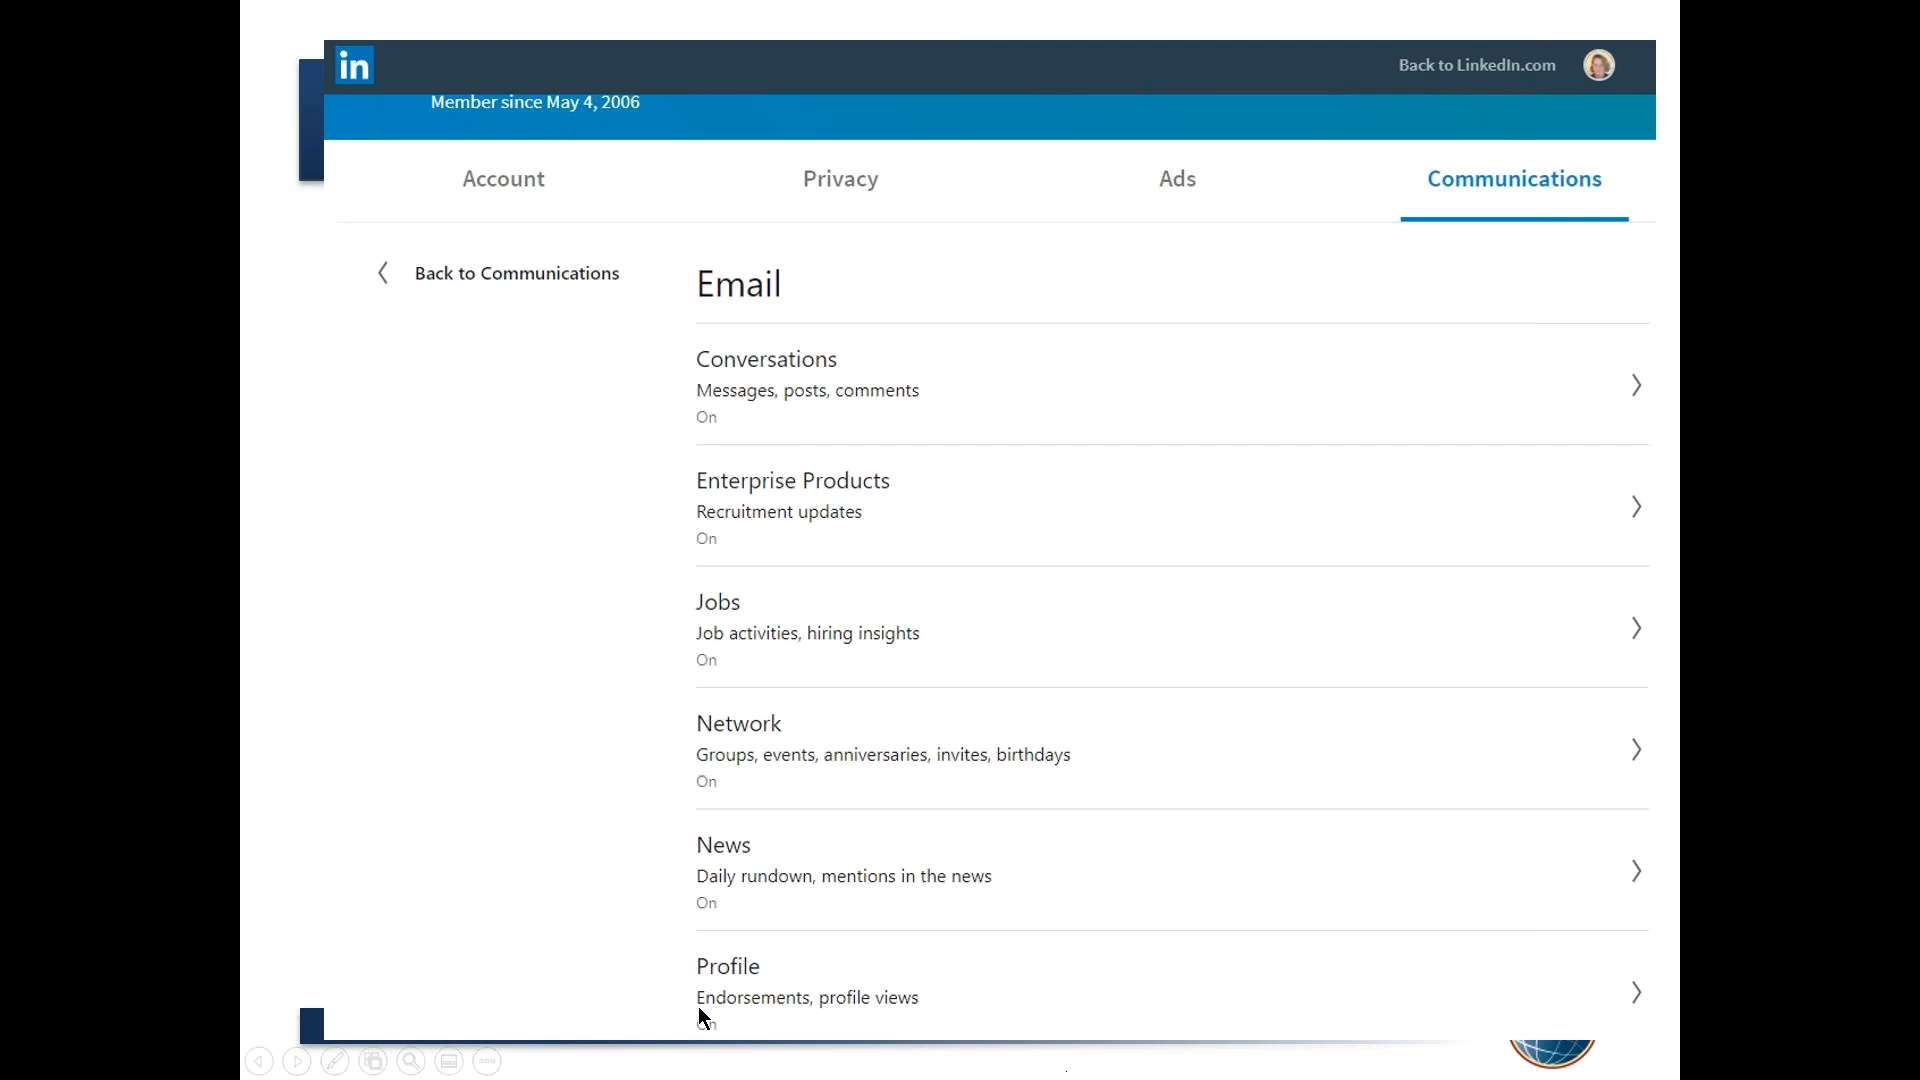 in
Back to LinkedIn.com
Member since May 4, 2006
Account
Privacy
Ads
Communications
Back to Communications
Email
Conversations
Messages, posts, comments
On
Enterprise Products
Recruitment updates
On
Jobs
Job activities, hiring insights
On
Network
Groups, events, anniversaries, invites, birthdays
On
News
Daily rundown, mentions in the news
On
Profile
Endorsements, profile views
On